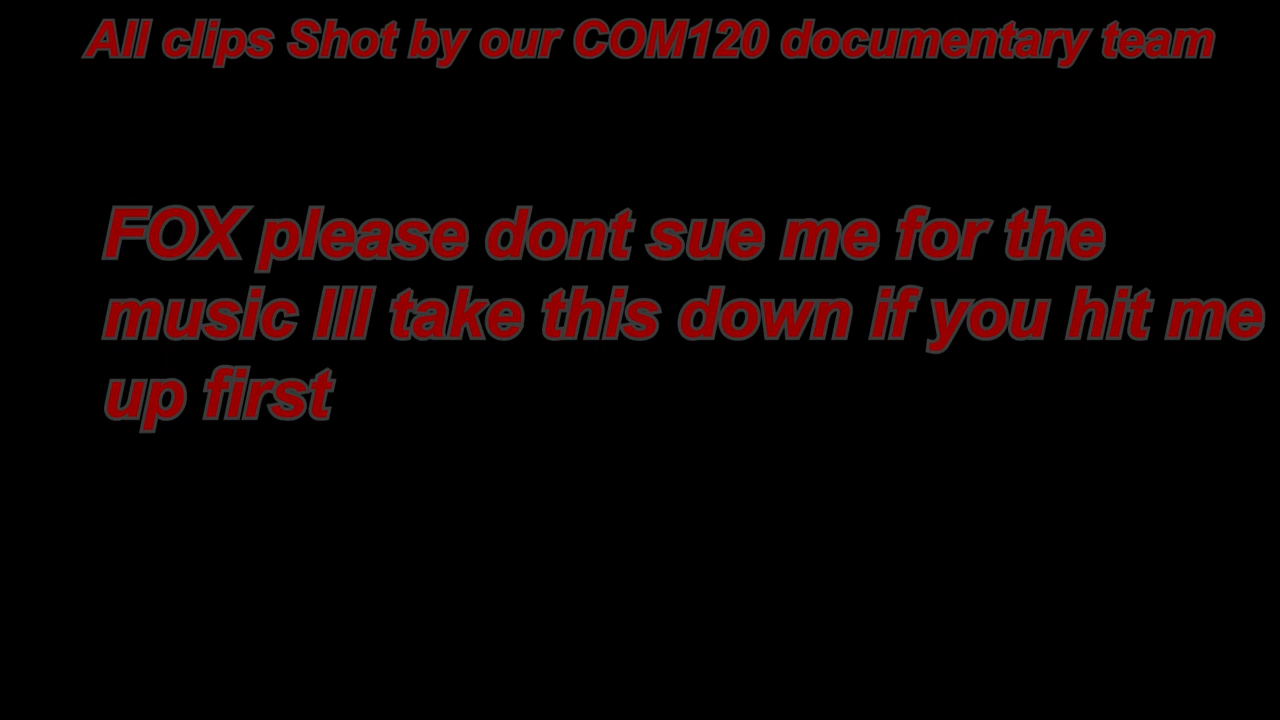 All clips Shot by our COM120 documentary team
FOX please dont sue me for the
music Ill take this down if you hit me
up first